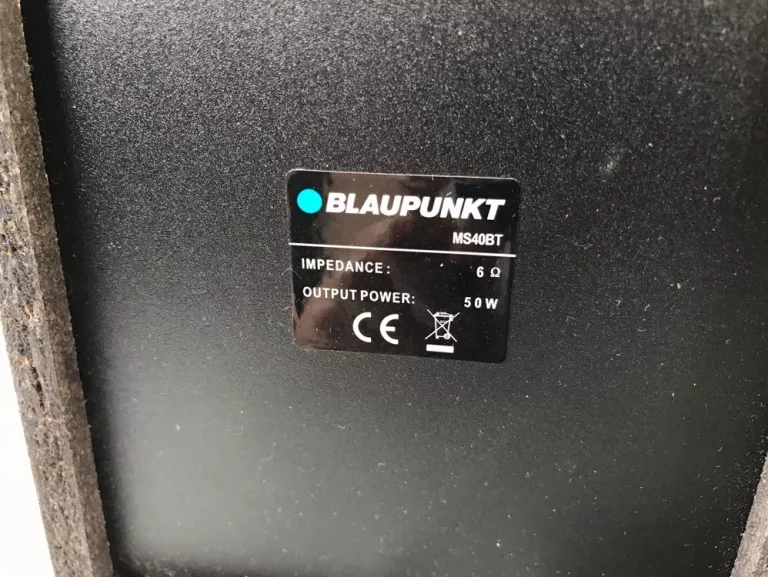 BLAUPUNKT
MS40BT
IMPEDANCE: 6 Ω
OUTPUT POWER: 50W
CE